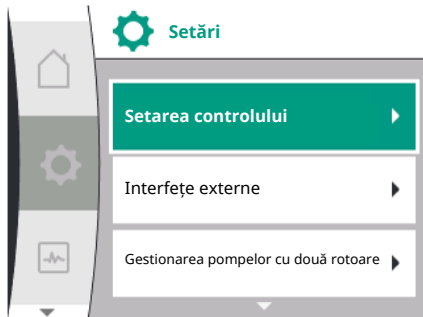 Setări
Setarea controlului
Interfețe externe
Gestionarea pompelor cu două rotoare